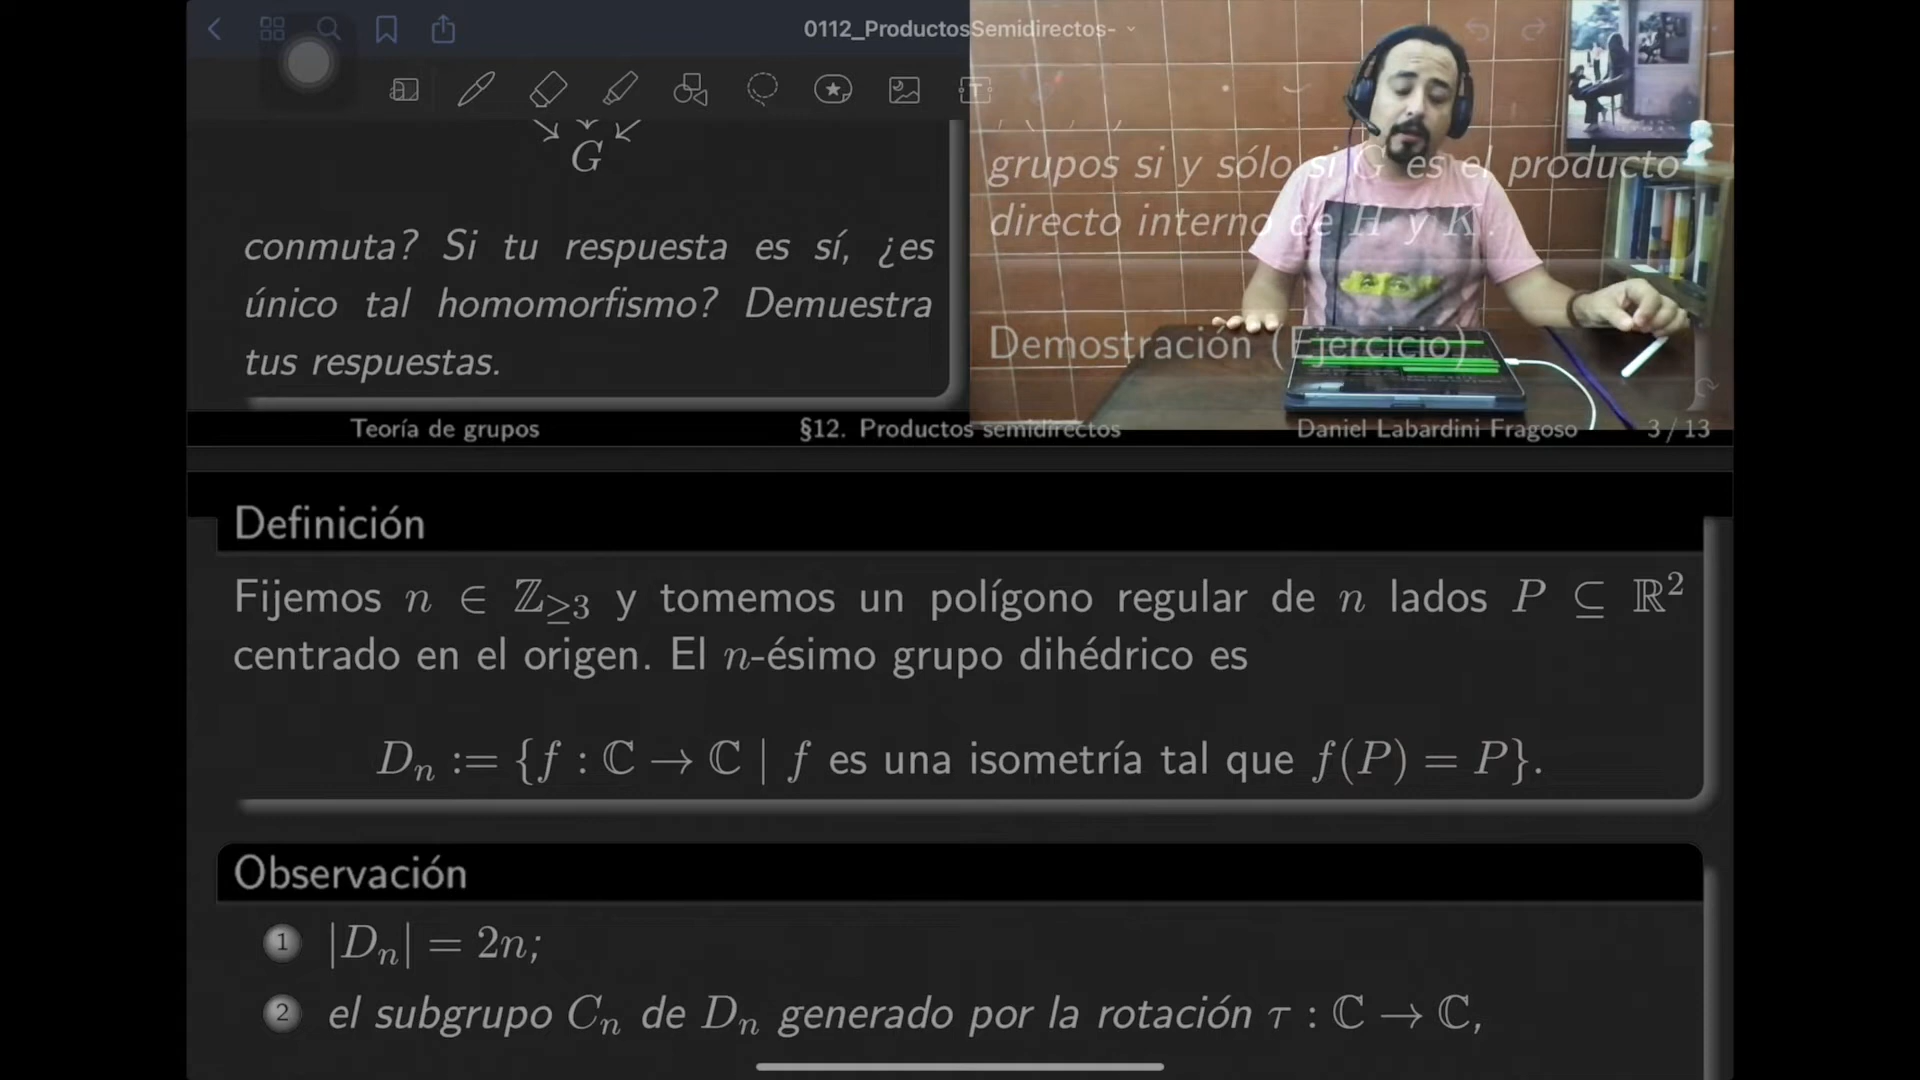 0112_ProductosSemidirectos-
G
conmuta? Si tu respuesta es sí, ¿es
único tal homomorfismo? Demuestra
tus respuestas.
grupos si y sólo si G es el producto
directo interno de H y K.
Demostración (Ejercicio)
Teoría de grupos §12. Productos semidirectos Daniel Labardini Fragoso 3 / 13
Definición
Fijemos n ∈ ℤ≥3 y tomemos un polígono regular de n lados P ⊆ ℝ²
centrado en el origen. El n-ésimo grupo dihédrico es
Dₙ := {f : ℂ → ℂ | f es una isometría tal que f(P) = P}.
Observación
1 |Dₙ| = 2n;
2 el subgrupo Cₙ de Dₙ generado por la rotación τ : ℂ → ℂ,